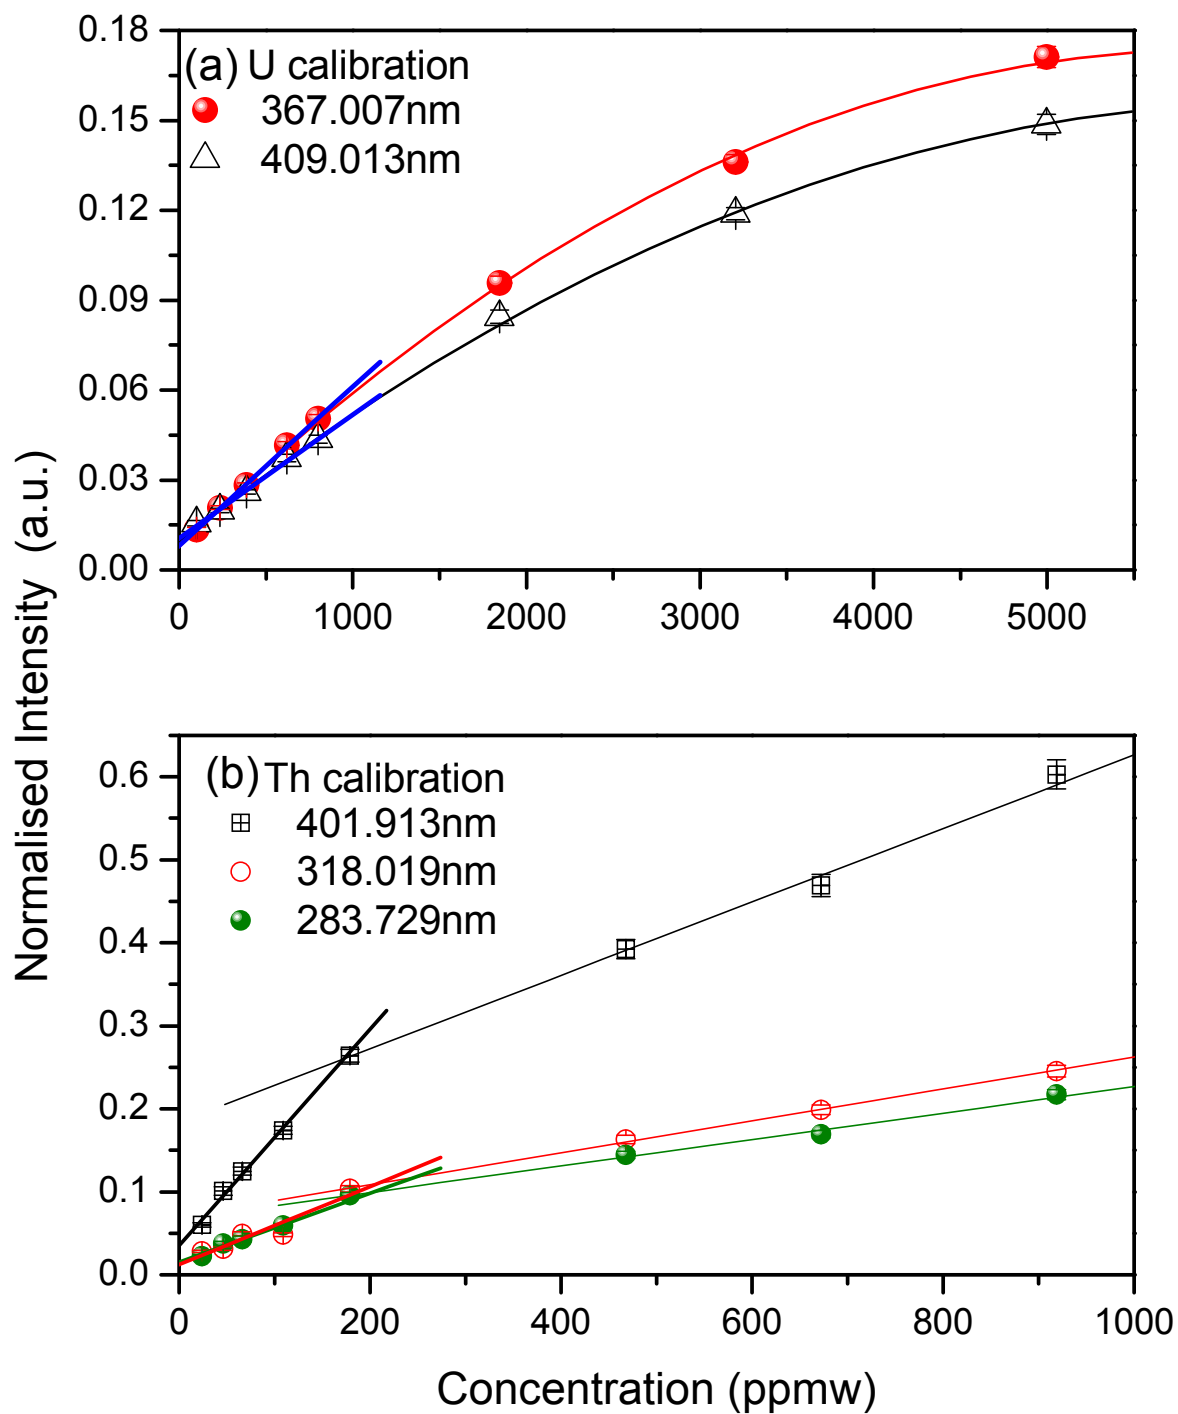 Normalised Intensity (a.u.)
(a) U calibration
367.007nm
409.013nm
0.18
0.15
0.12
0.09
0.06
0.03
0.00
0 1000 2000 3000 4000 5000
(b) Th calibration
401.913nm
318.019nm
283.729nm
0.6
0.5
0.4
0.3
0.2
0.1
0.0
0 200 400 600 800 1000
Concentration (ppmw)